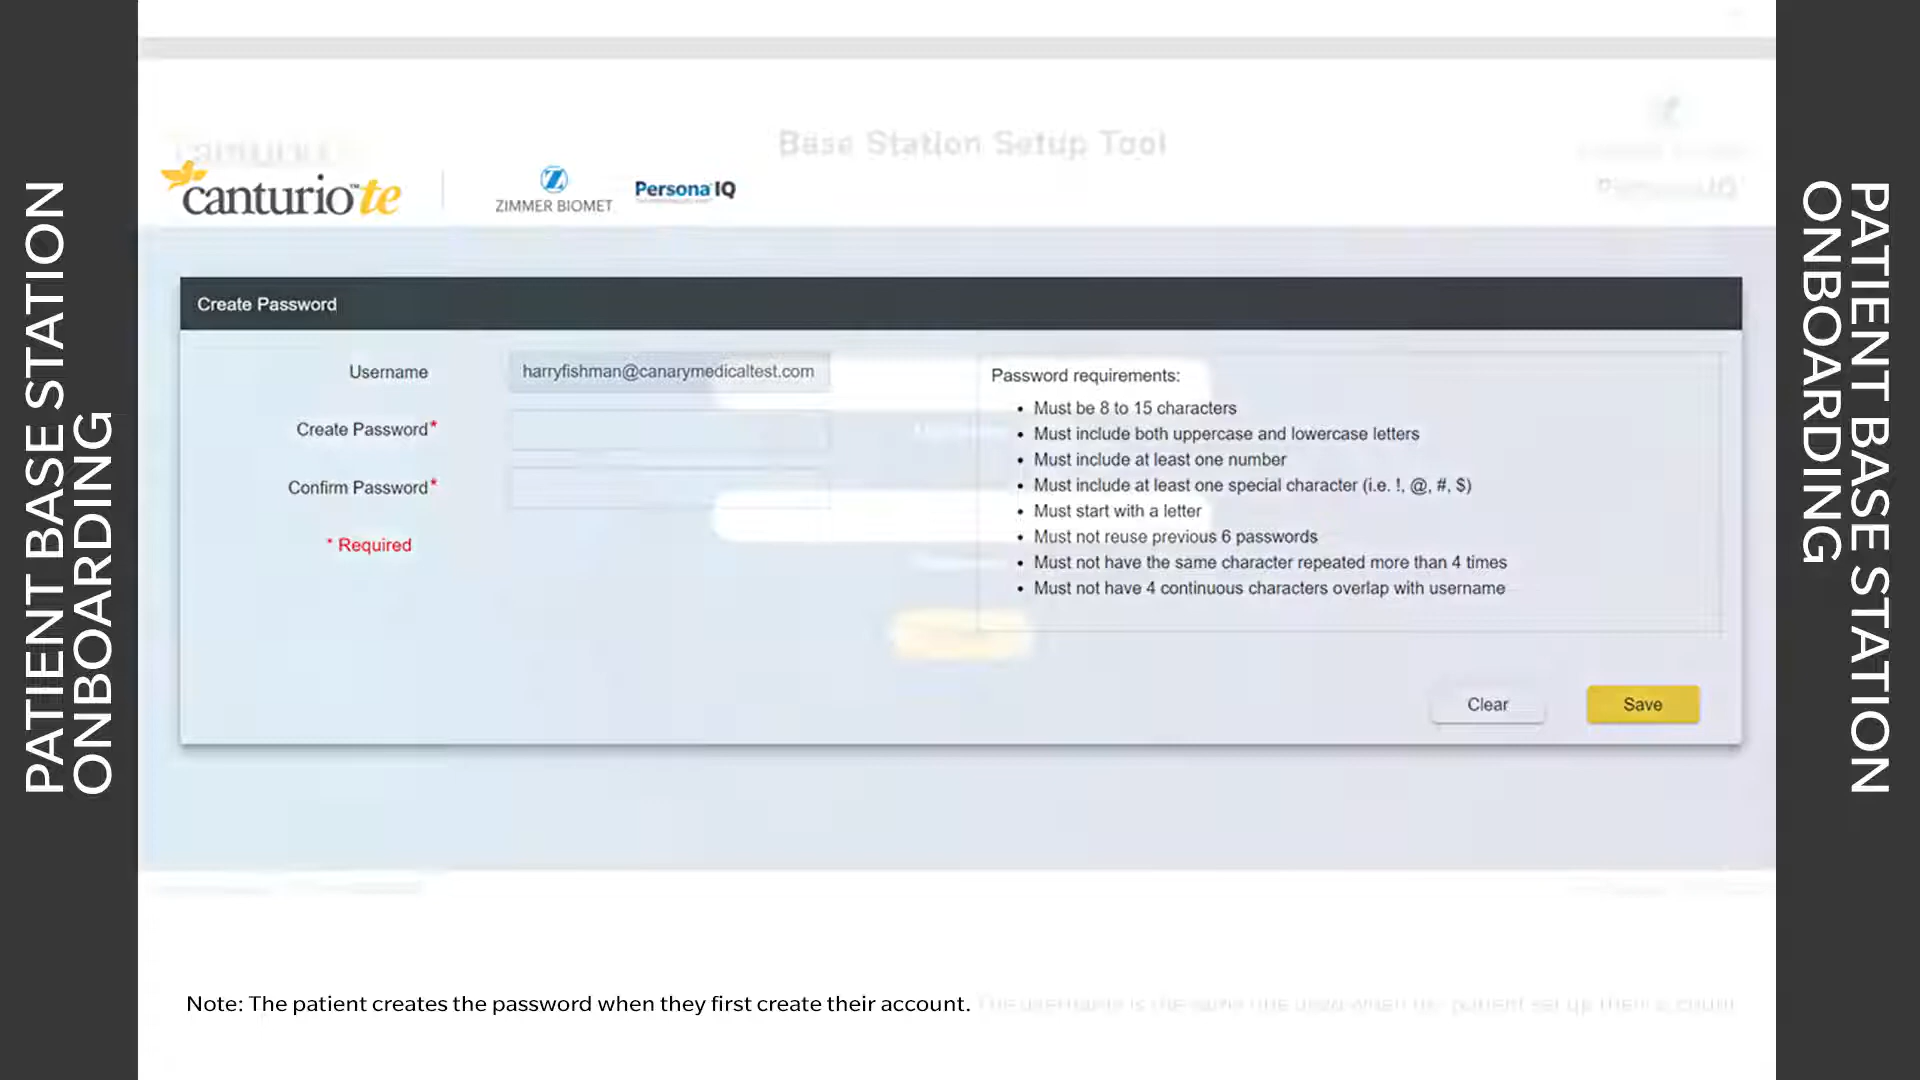 PATIENT BASE STATION
ONBOARDING
Base Station Setup Tool
canturio™te
ZIMMER BIOMET
Persona IQ
Create Password
Username
harryfishman@canarymedicaltest.com
Create Password*
Confirm Password*
* Required
Password requirements:
• Must be 8 to 15 characters
• Must include both uppercase and lowercase letters
• Must include at least one number
• Must include at least one special character (i.e. !, @, #, $)
• Must start with a letter
• Must not reuse previous 6 passwords
• Must not have the same character repeated more than 4 times
• Must not have 4 continuous characters overlap with username
Clear
Save
Note: The patient creates the password when they first create their account.
PATIENT BASE STATION
ONBOARDING